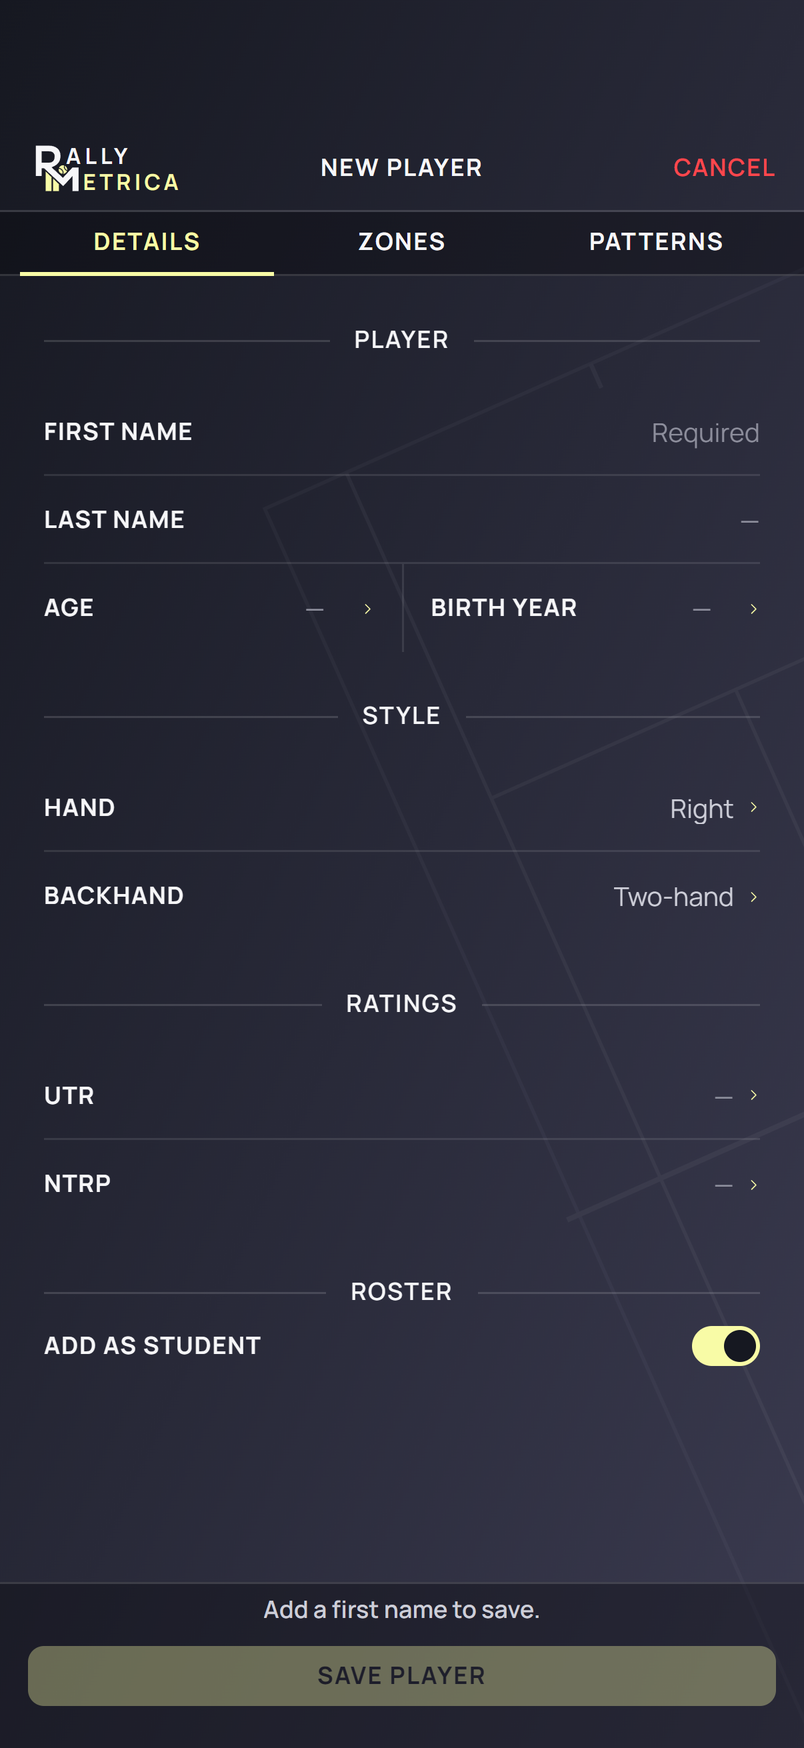 RALLY
METRICA
NEW PLAYER
CANCEL
DETAILS
ZONES
PATTERNS
PLAYER
FIRST NAME
Required
LAST NAME
—
AGE
—
BIRTH YEAR
—
STYLE
HAND
Right
BACKHAND
Two-hand
RATINGS
UTR
—
NTRP
—
ROSTER
ADD AS STUDENT
Add a first name to save.
SAVE PLAYER